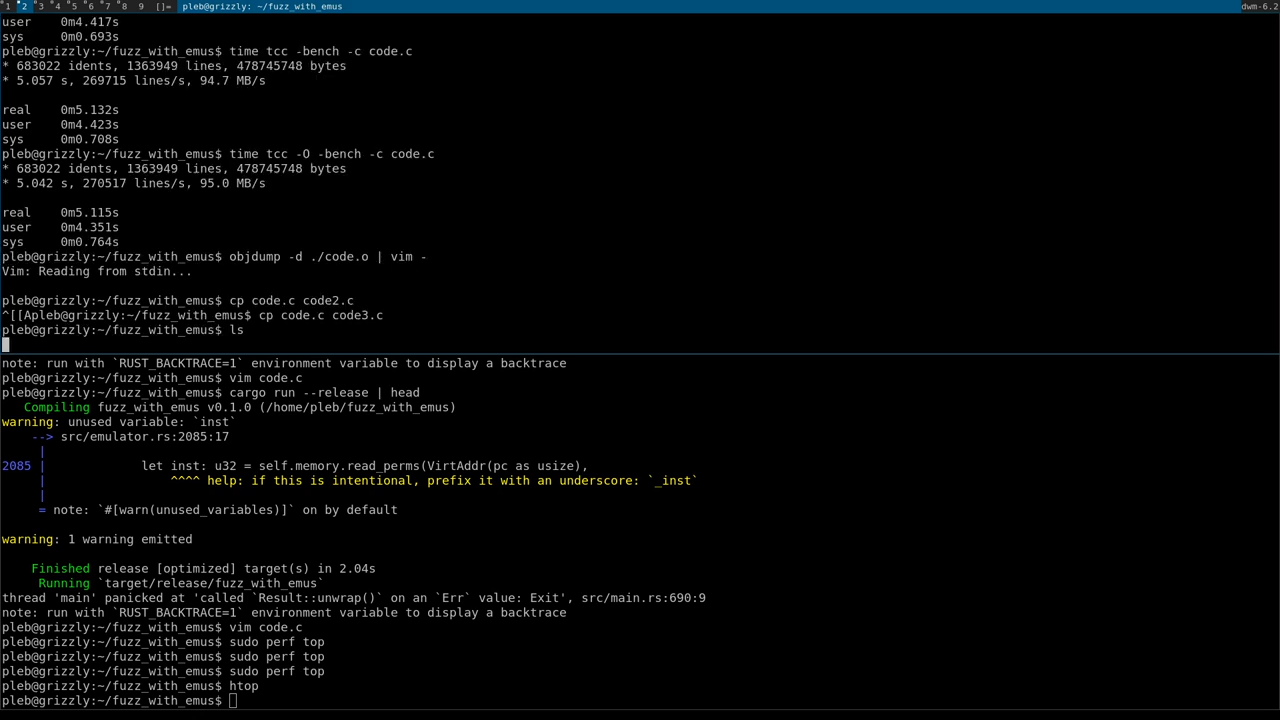 1 2 3 4 5 6 7 8 9 []= pleb@grizzly: ~/fuzz_with_emus dwm-6.2
user    0m4.417s
sys     0m0.693s
pleb@grizzly:~/fuzz_with_emus$ time tcc -bench -c code.c
* 683022 idents, 1363949 lines, 478745748 bytes
* 5.057 s, 269715 lines/s, 94.7 MB/s
real    0m5.132s
user    0m4.423s
sys     0m0.708s
pleb@grizzly:~/fuzz_with_emus$ time tcc -O -bench -c code.c
* 683022 idents, 1363949 lines, 478745748 bytes
* 5.042 s, 270517 lines/s, 95.0 MB/s
real    0m5.115s
user    0m4.351s
sys     0m0.764s
pleb@grizzly:~/fuzz_with_emus$ objdump -d ./code.o | vim -
Vim: Reading from stdin...
pleb@grizzly:~/fuzz_with_emus$ cp code.c code2.c
^[[Apleb@grizzly:~/fuzz_with_emus$ cp code.c code3.c
pleb@grizzly:~/fuzz_with_emus$ ls
note: run with `RUST_BACKTRACE=1` environment variable to display a backtrace
pleb@grizzly:~/fuzz_with_emus$ vim code.c
pleb@grizzly:~/fuzz_with_emus$ cargo run --release | head
   Compiling fuzz_with_emus v0.1.0 (/home/pleb/fuzz_with_emus)
warning: unused variable: `inst`
    --> src/emulator.rs:2085:17
     |
2085 |             let inst: u32 = self.memory.read_perms(VirtAddr(pc as usize),
     |                 ^^^^ help: if this is intentional, prefix it with an underscore: `_inst`
     |
     = note: `#[warn(unused_variables)]` on by default
warning: 1 warning emitted
    Finished release [optimized] target(s) in 2.04s
     Running `target/release/fuzz_with_emus`
thread 'main' panicked at 'called `Result::unwrap()` on an `Err` value: Exit', src/main.rs:690:9
note: run with `RUST_BACKTRACE=1` environment variable to display a backtrace
pleb@grizzly:~/fuzz_with_emus$ vim code.c
pleb@grizzly:~/fuzz_with_emus$ sudo perf top
pleb@grizzly:~/fuzz_with_emus$ sudo perf top
pleb@grizzly:~/fuzz_with_emus$ sudo perf top
pleb@grizzly:~/fuzz_with_emus$ htop
pleb@grizzly:~/fuzz_with_emus$